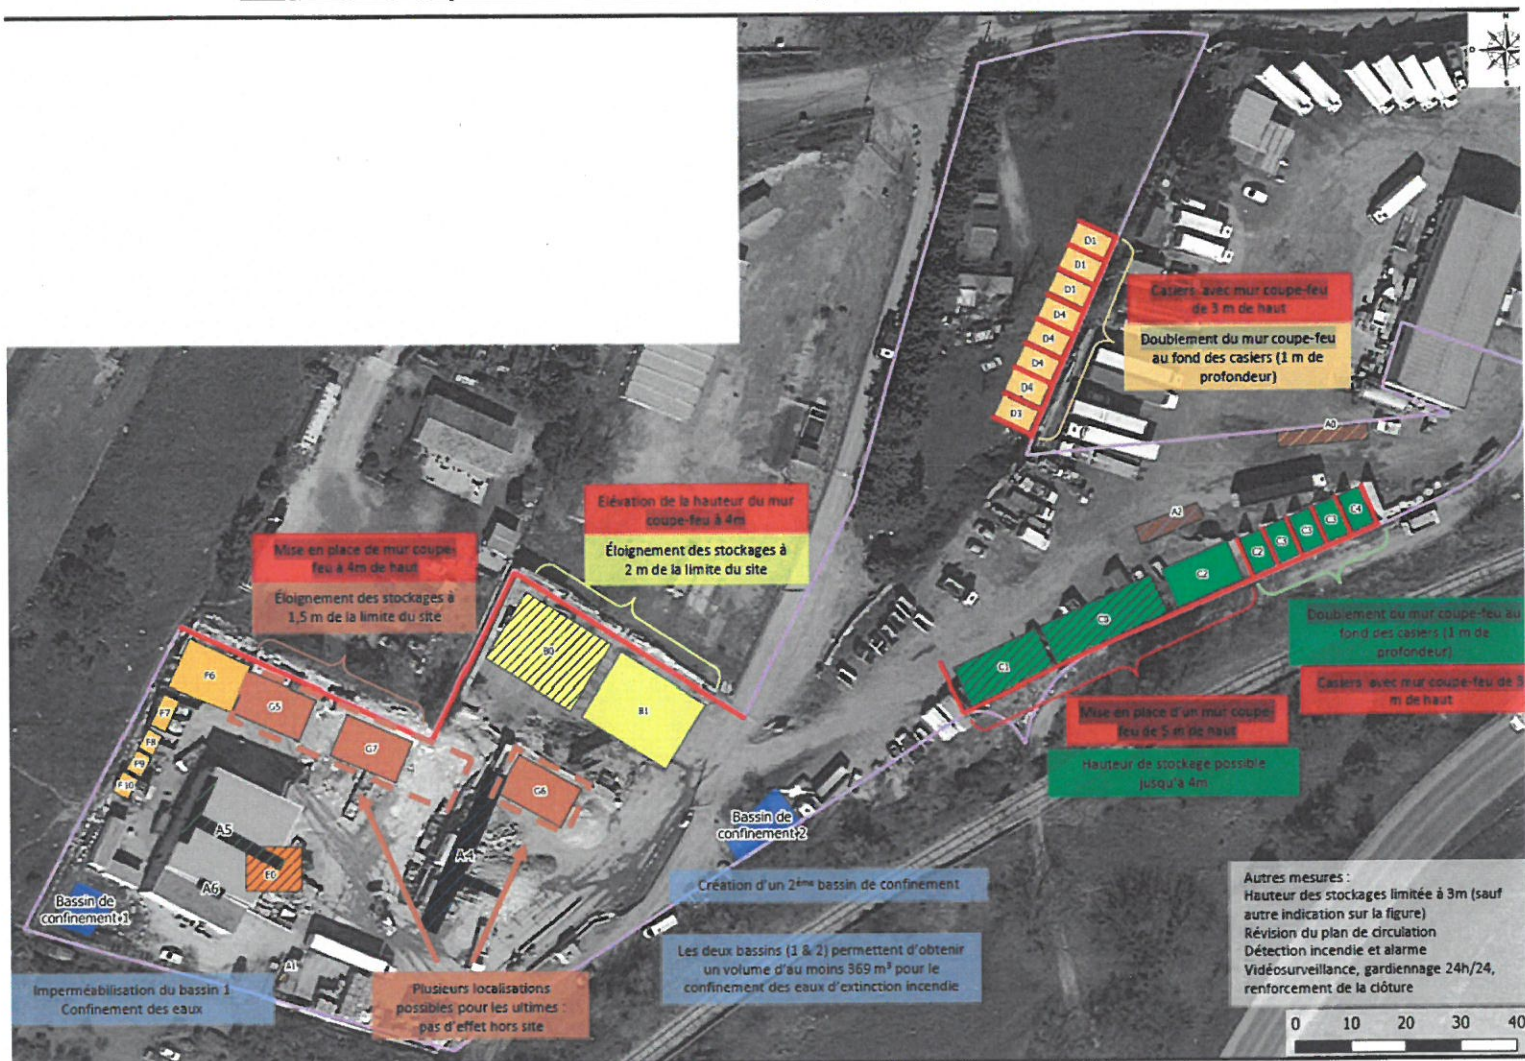 N
D1
D1
D1
D4
D4
D4
D4
D3
Casiers avec mur coupe-feu
de 3 m de haut
Doublement du mur coupe-feu
au fond des casiers (1 m de
profondeur)
A0
A2
Elévation de la hauteur du mur
coupe-feu à 4m
Éloignement des stockages à
2 m de la limite du site
Mise en place de mur coupe-
feu à 4m de haut
Éloignement des stockages à
1,5 m de la limite du site
C1
C2
C2
C3
C4
Doublement du mur coupe-feu au
fond des casiers (1 m de
profondeur)
Casiers avec mur coupe-feu de 3
m de haut
Mise en place d'un mur coupe-
feu de 5 m de haut
Hauteur de stockage possible
jusqu'à 4m
B0
B1
F6
F7
F8
F9
F10
G5
G7
G6
A4
A5
A6
E0
A1
Bassin de
confinement 2
Bassin de
confinement 1
Création d'un 2ème bassin de confinement
Les deux bassins (1 & 2) permettent d'obtenir
un volume d'au moins 369 m³ pour le
confinement des eaux d'extinction incendie
Imperméabilisation du bassin 1
Confinement des eaux
Plusieurs localisations
possibles pour les ultimes :
pas d'effet hors site
Autres mesures :
Hauteur des stockages limitée à 3m (sauf
autre indication sur la figure)
Révision du plan de circulation
Détection incendie et alarme
Vidéosurveillance, gardiennage 24h/24,
renforcement de la clôture
0 10 20 30 40